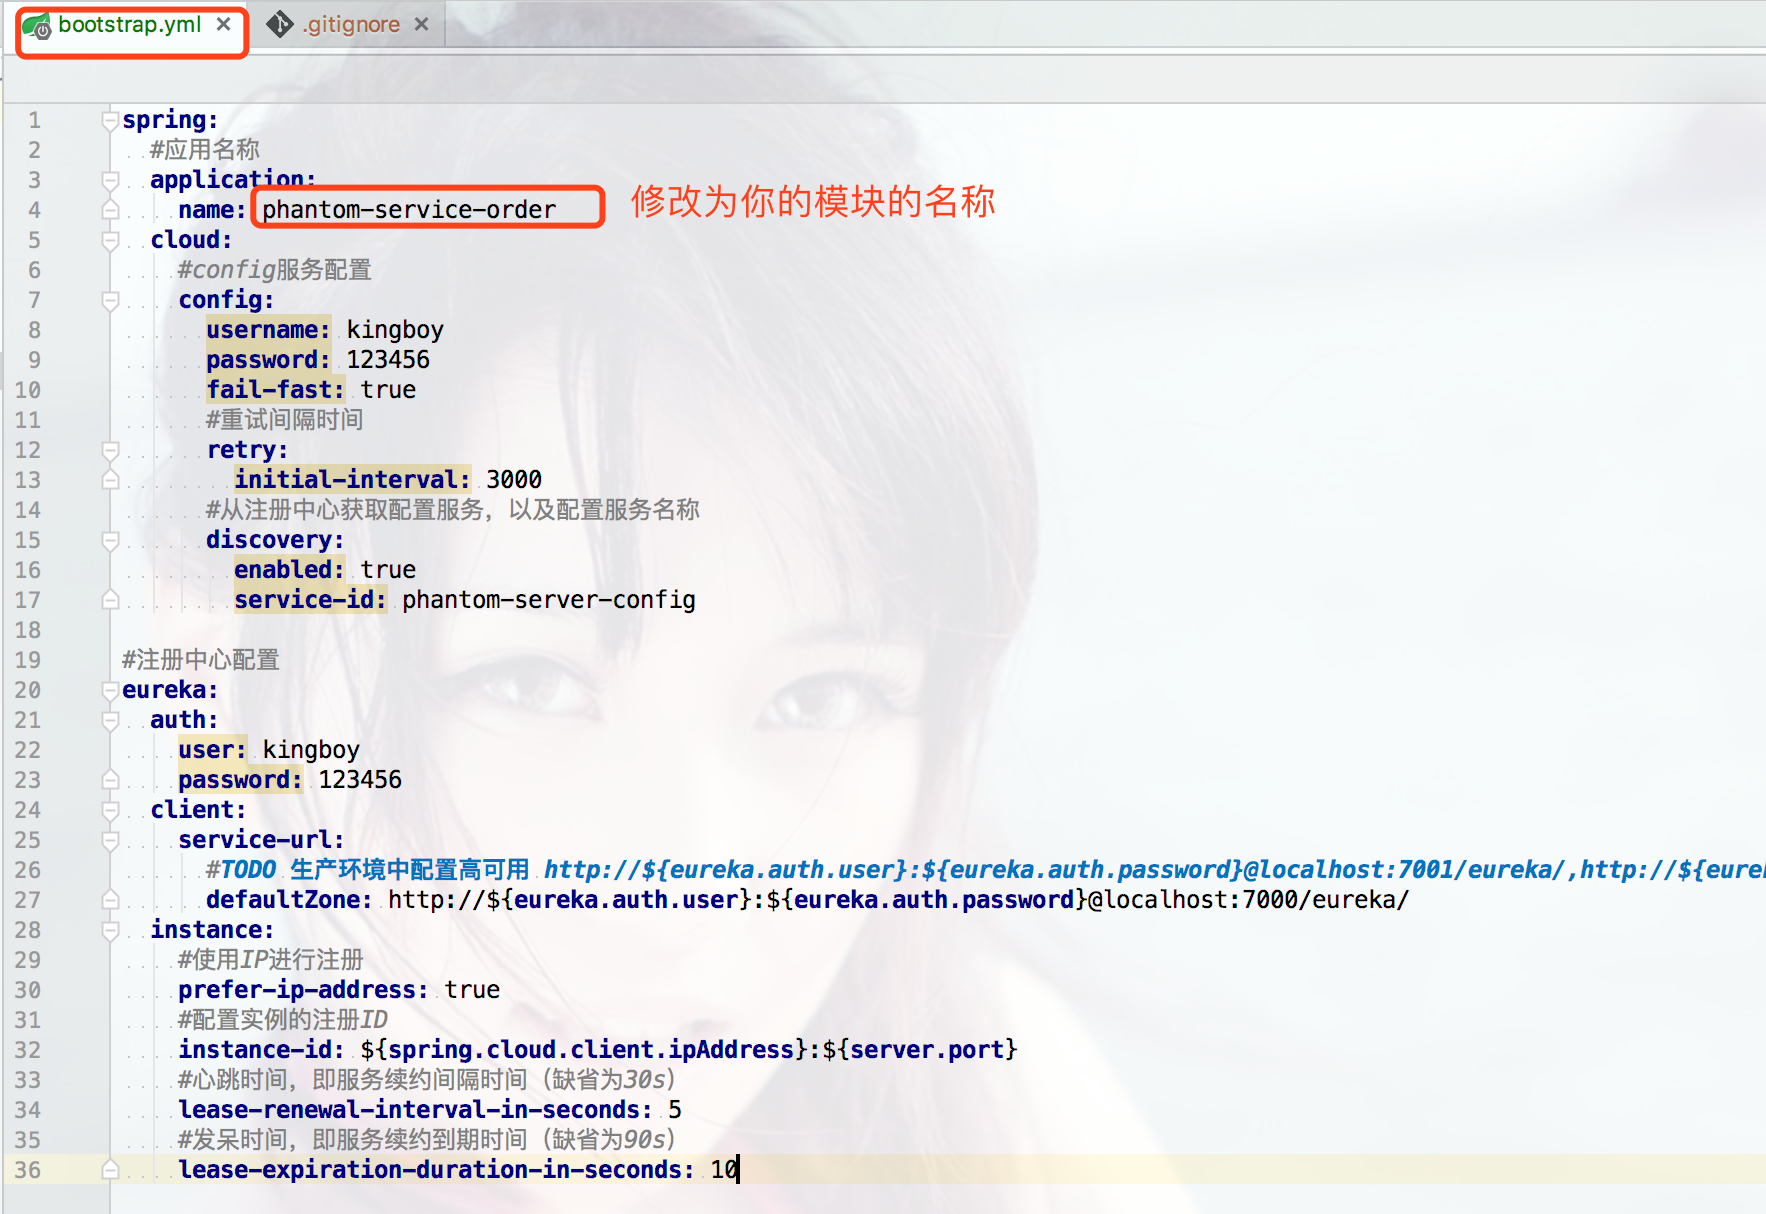 bootstrap.yml × .gitignore ×
1 spring:
2 #应用名称
3 application:
4 name: phantom-service-order 修改为你的模块的名称
5 cloud:
6 #config服务配置
7 config:
8 username: kingboy
9 password: 123456
10 fail-fast: true
11 #重试间隔时间
12 retry:
13 initial-interval: 3000
14 #从注册中心获取配置服务，以及配置服务名称
15 discovery:
16 enabled: true
17 service-id: phantom-server-config
18
19 #注册中心配置
20 eureka:
21 auth:
22 user: kingboy
23 password: 123456
24 client:
25 service-url:
26 #TODO 生产环境中配置高可用 http://${eureka.auth.user}:${eureka.auth.password}@localhost:7001/eureka/,http://${eurek
27 defaultZone: http://${eureka.auth.user}:${eureka.auth.password}@localhost:7000/eureka/
28 instance:
29 #使用IP进行注册
30 prefer-ip-address: true
31 #配置实例的注册ID
32 instance-id: ${spring.cloud.client.ipAddress}:${server.port}
33 #心跳时间，即服务续约间隔时间（缺省为30s）
34 lease-renewal-interval-in-seconds: 5
35 #发呆时间，即服务续约到期时间（缺省为90s）
36 lease-expiration-duration-in-seconds: 10